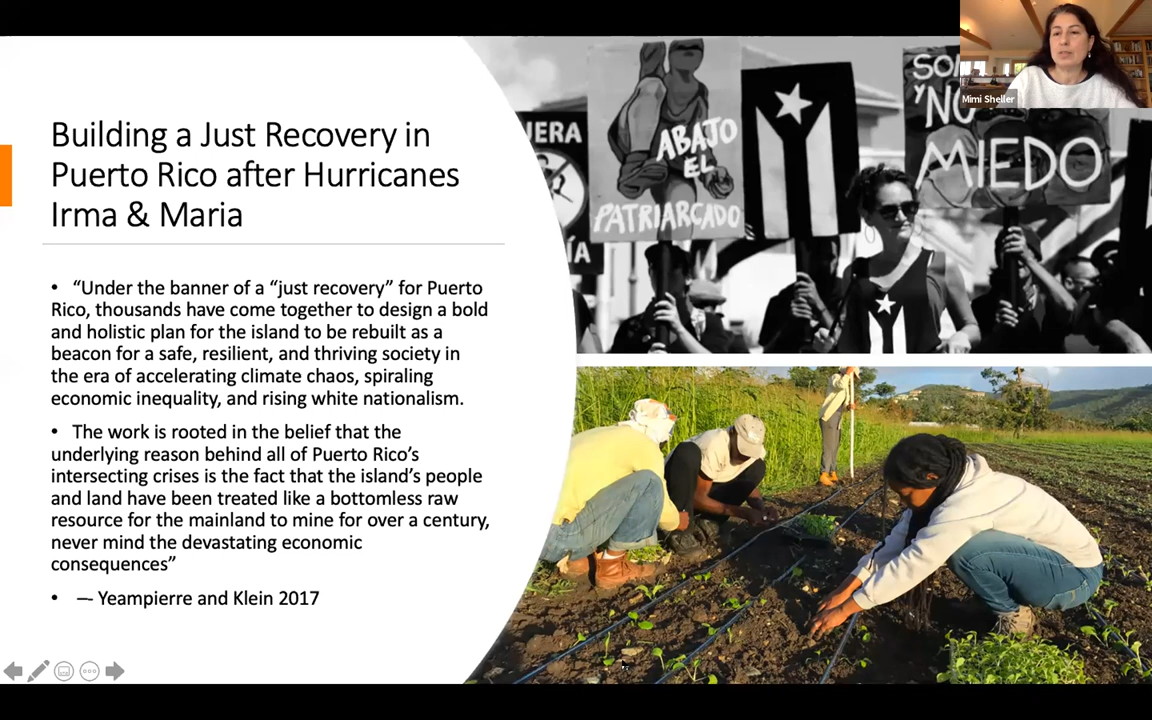 Building a Just Recovery in
Puerto Rico after Hurricanes
Irma & Maria
• “Under the banner of a “just recovery” for Puerto
Rico, thousands have come together to design a bold
and holistic plan for the island to be rebuilt as a
beacon for a safe, resilient, and thriving society in
the era of accelerating climate chaos, spiraling
economic inequality, and rising white nationalism.
• The work is rooted in the belief that the
underlying reason behind all of Puerto Rico’s
intersecting crises is the fact that the island’s people
and land have been treated like a bottomless raw
resource for the mainland to mine for over a century,
never mind the devastating economic
consequences”
• —- Yeampierre and Klein 2017
ABAJO
EL
PATRIARCADO
Y NO
MIEDO
Mimi Sheller